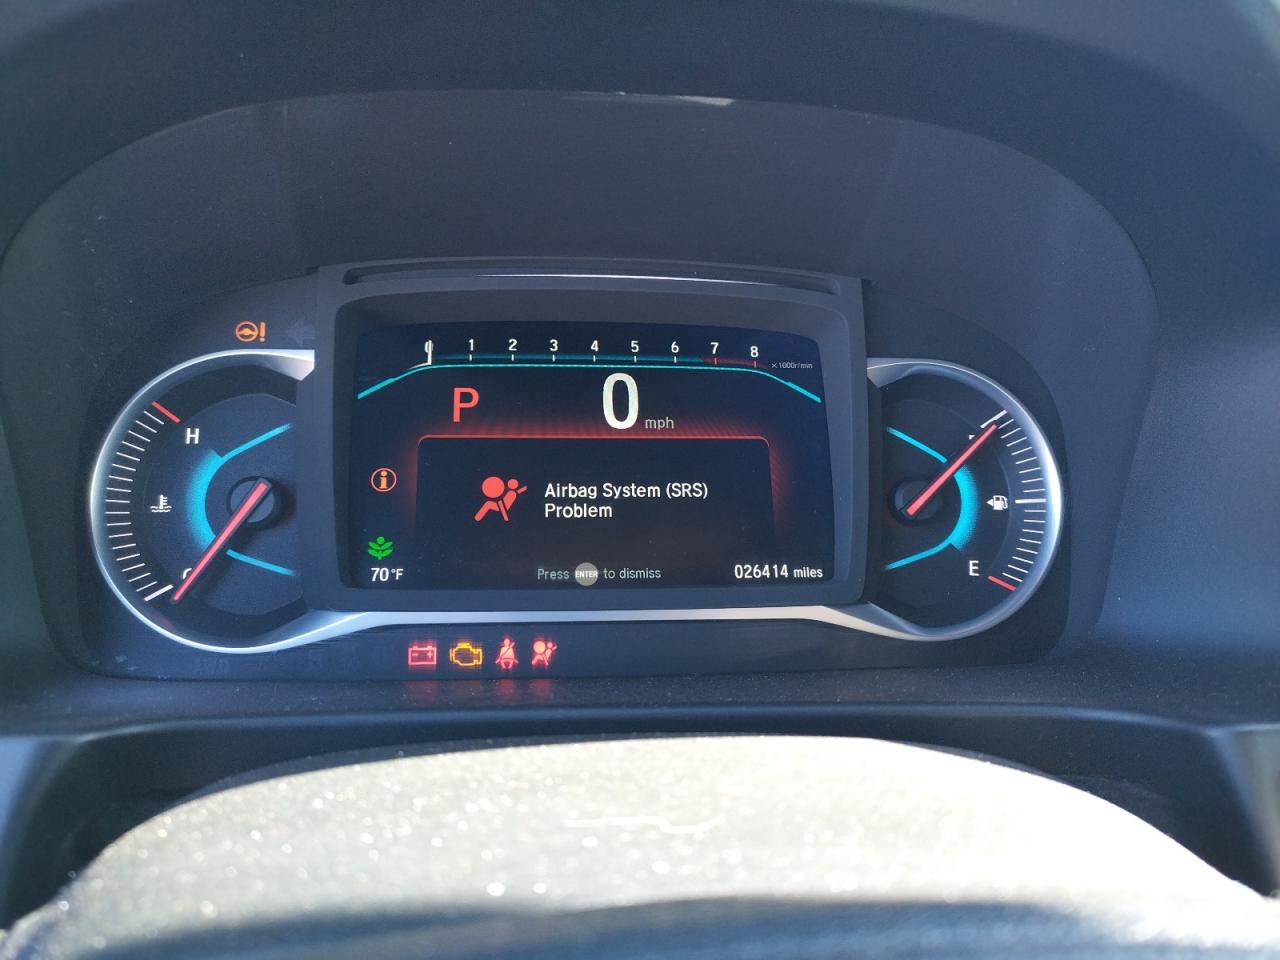 0 1 2 3 4 5 6 7 8
×1000r/min
P 0 mph
H
Airbag System (SRS)
Problem
E
70°F
Press ENTER to dismiss
026414 miles